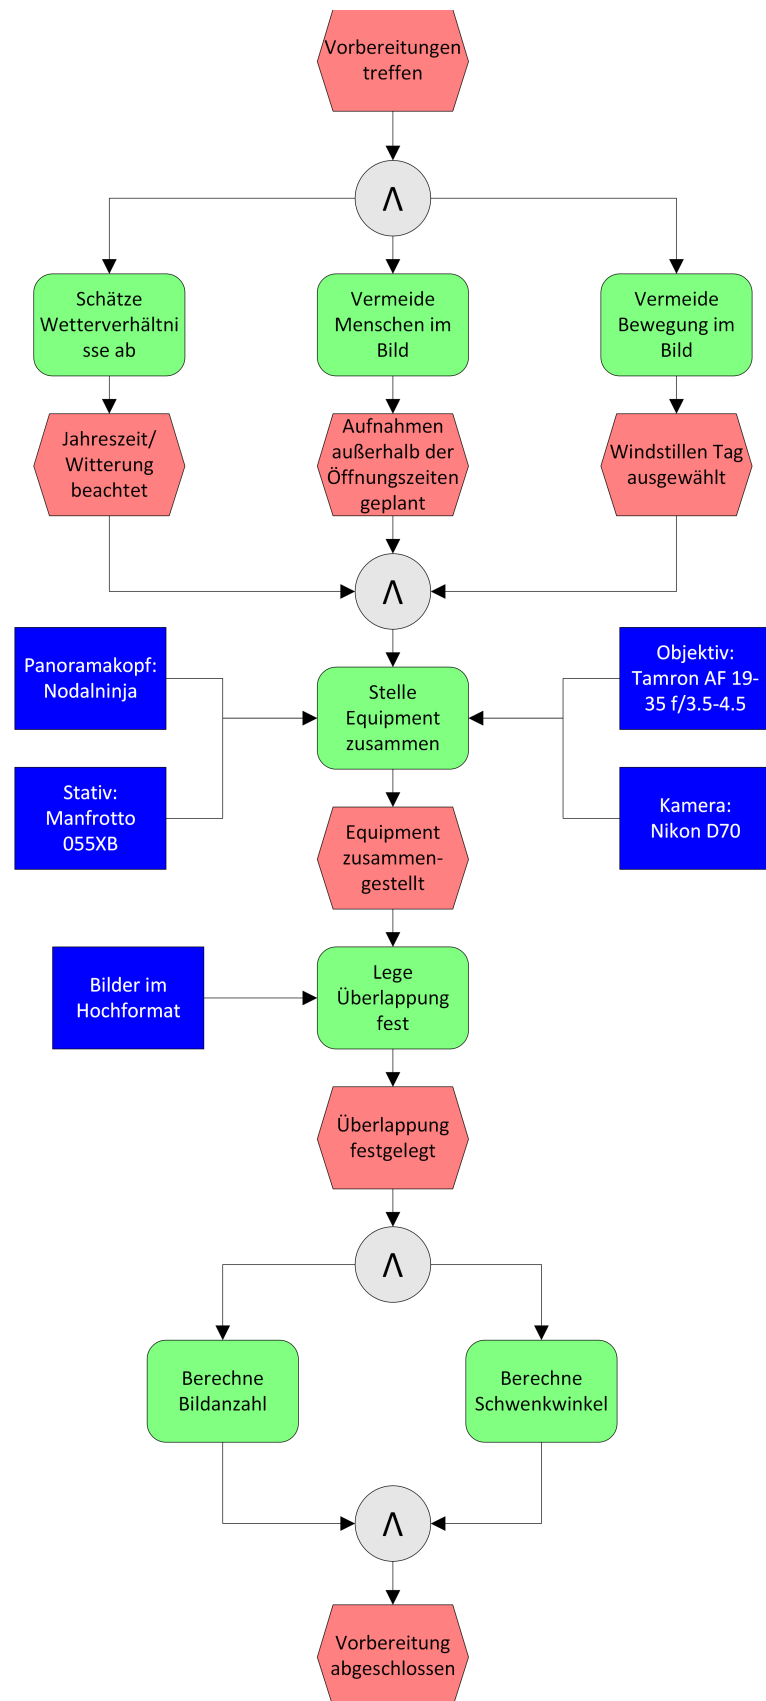 Vorbereitungen
treffen
Λ
Schätze
Wetterverhältni
sse ab
Vermeide
Menschen im
Bild
Vermeide
Bewegung im
Bild
Jahreszeit/
Witterung
beachtet
Aufnahmen
außerhalb der
Öffnungszeiten
geplant
Windstillen Tag
ausgewählt
Λ
Panoramakopf:
Nodalninja
Stelle
Equipment
zusammen
Objektiv:
Tamron AF 19-
35 f/3.5-4.5
Stativ:
Manfrotto
055XB
Kamera:
Nikon D70
Equipment
zusammen-
gestellt
Bilder im
Hochformat
Lege
Überlappung
fest
Überlappung
festgelegt
Λ
Berechne
Bildanzahl
Berechne
Schwenkwinkel
Λ
Vorbereitung
abgeschlossen